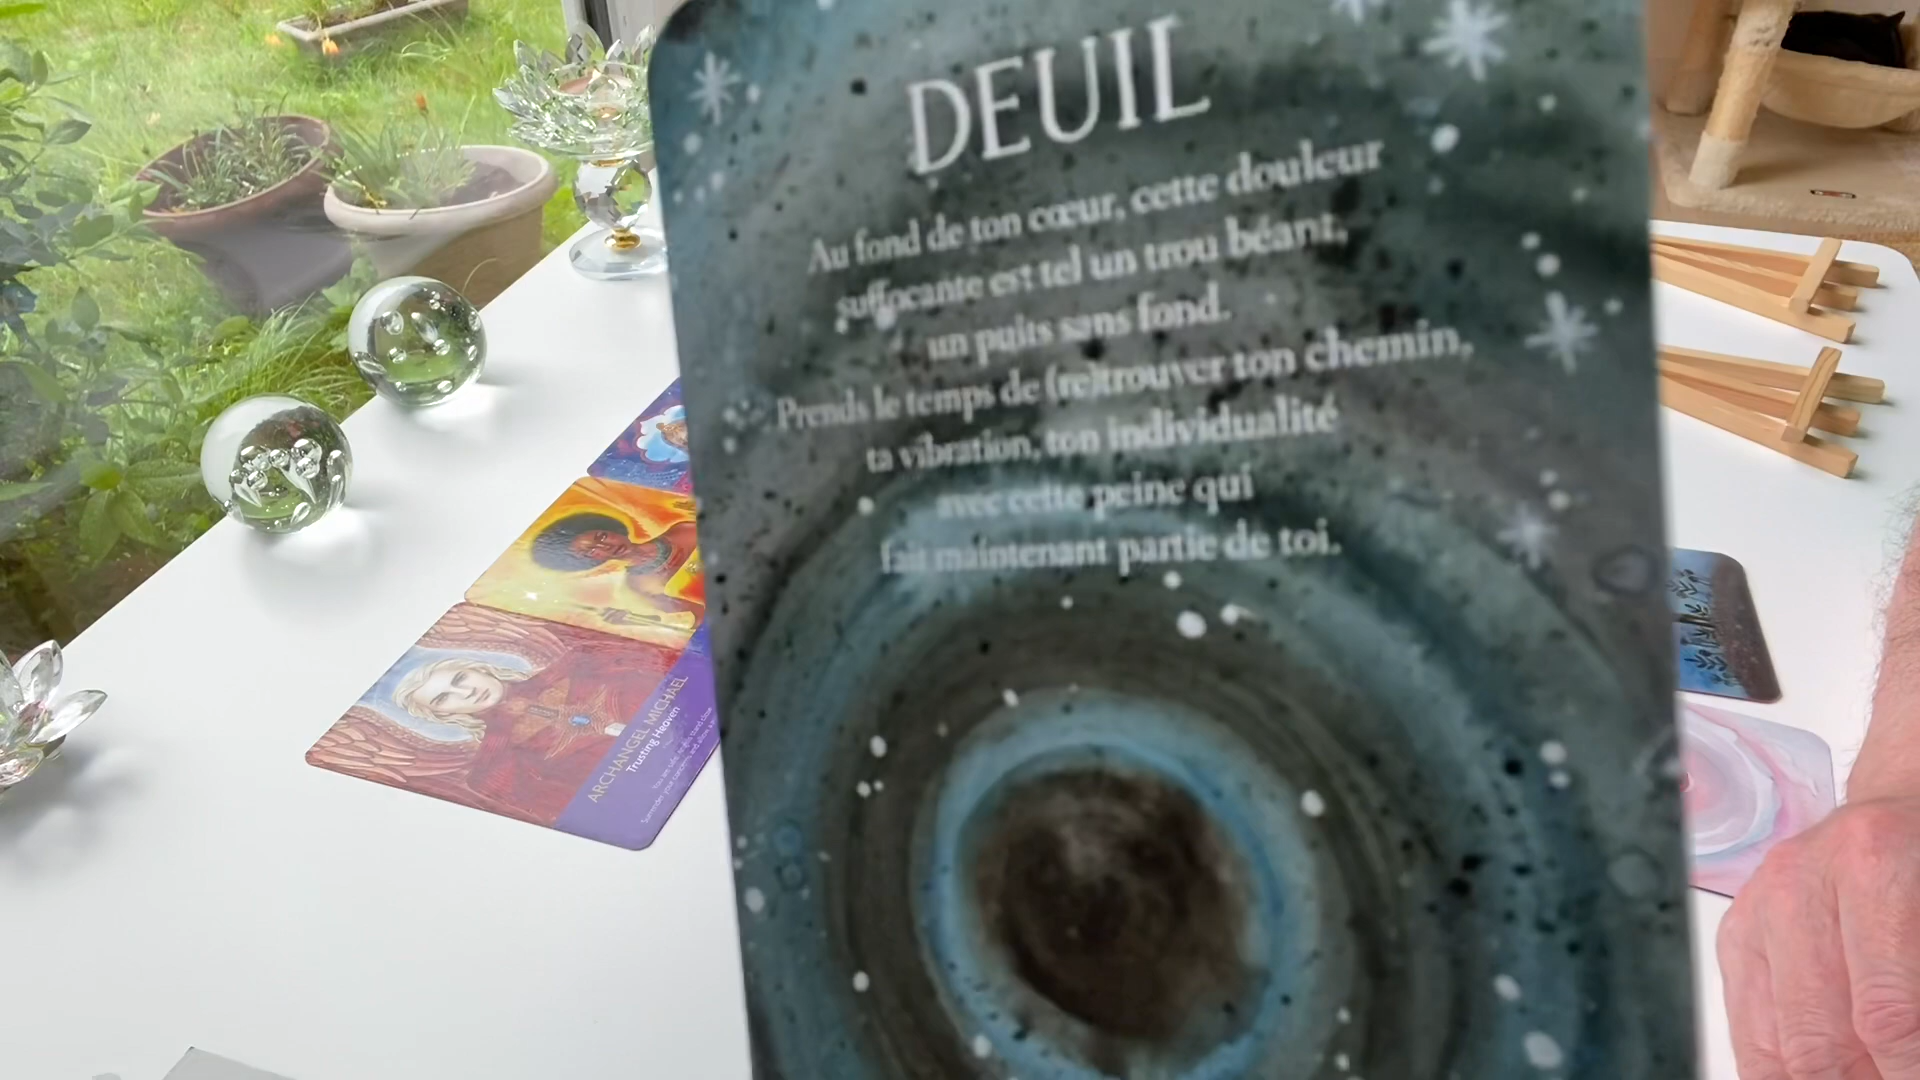 DEUIL
Au fond de ton cœur, cette douleur
suffocante est tel un trou béant,
un puits sans fond.
Prends le temps de (re)trouver ton chemin,
ta vibration, ton individualité
avec cette peine qui
fait maintenant partie de toi.
ARCHANGEL MICHAEL
Trusting Heaven